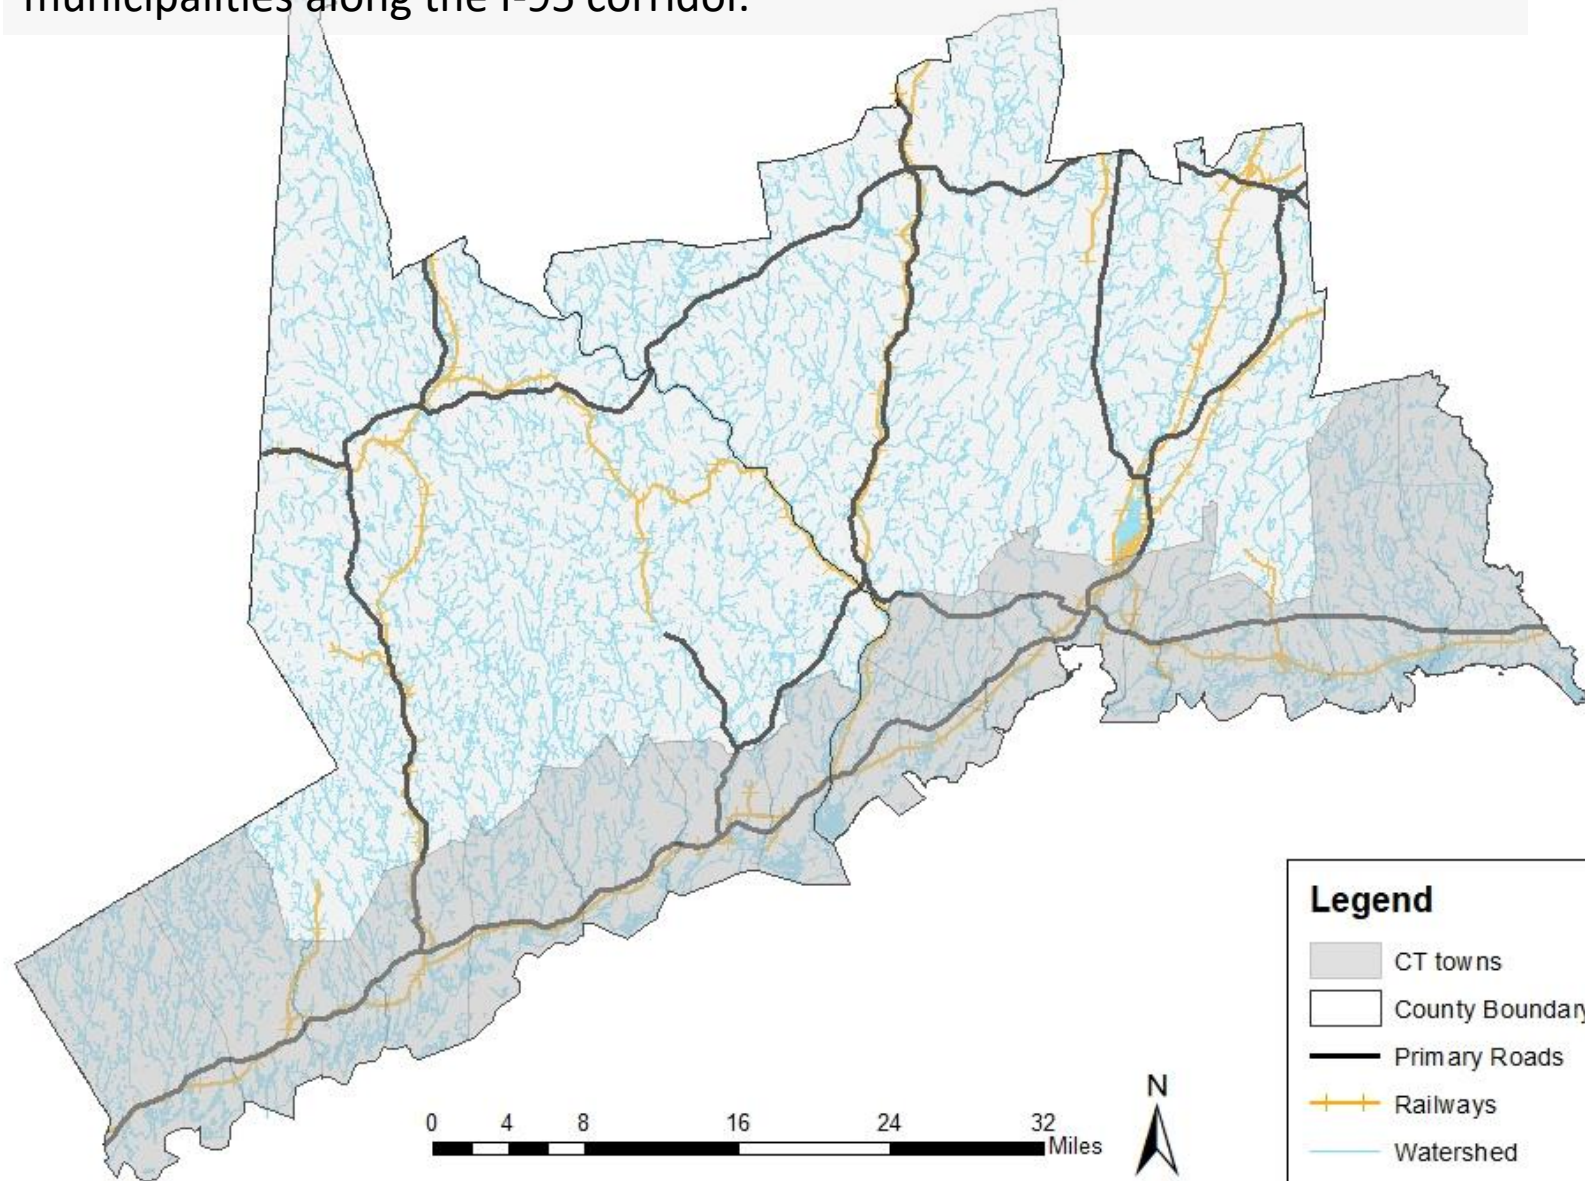 municipalities along the I-95 corridor.
N
0 4 8 16 24 32
Miles
Legend
CT towns
County Boundary
Primary Roads
Railways
Watershed